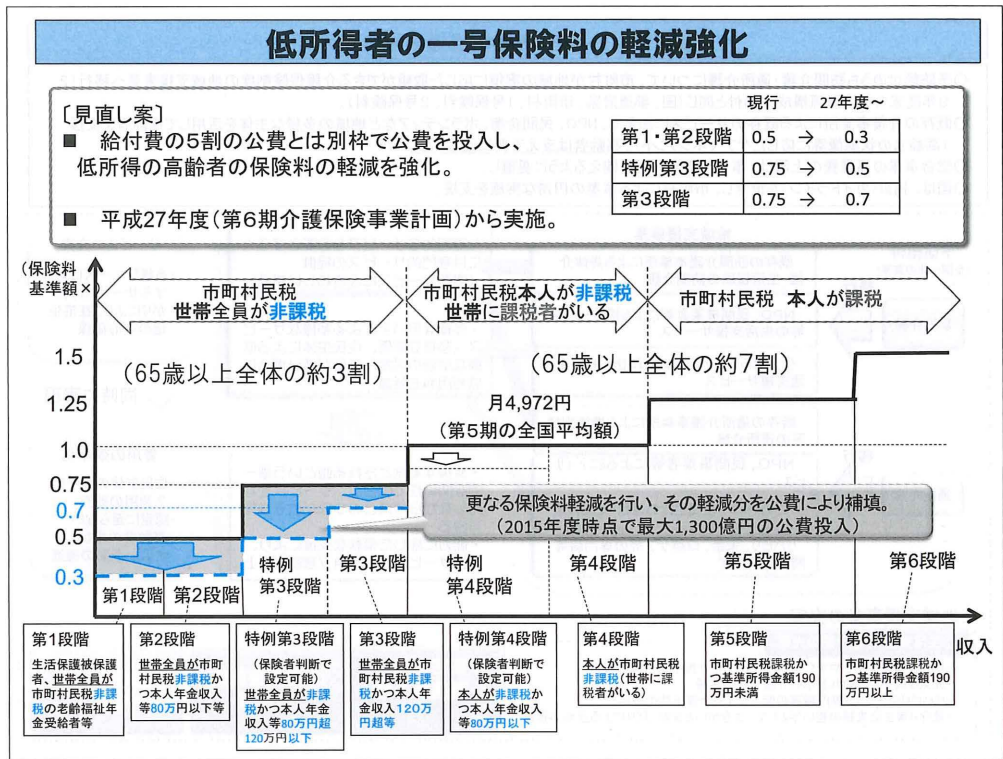 低所得者の一号保険料の軽減強化
〔見直し案〕
■ 給付費の5割の公費とは別枠で公費を投入し、
低所得の高齢者の保険料の軽減を強化。
■ 平成27年度(第6期介護保険事業計画)から実施。
現行 27年度～
第1・第2段階 0.5 → 0.3
特例第3段階 0.75 → 0.5
第3段階 0.75 → 0.7
(保険料
基準額×)
市町村民税
世帯全員が非課税
市町村民税本人が非課税
世帯に課税者がいる
市町村民税 本人が課税
(65歳以上全体の約3割)
(65歳以上全体の約7割)
月4,972円
(第5期の全国平均額)
1.5
1.25
1.0
0.75
0.7
0.5
0.3
更なる保険料軽減を行い、その軽減分を公費により補填。
(2015年度時点で最大1,300億円の公費投入)
第1段階
第2段階
特例
第3段階
第3段階
特例
第4段階
第4段階
第5段階
第6段階
収入
第1段階
生活保護被保護
者、世帯全員が
市町村民税非課
税の老齢福祉年
金受給者等
第2段階
世帯全員が市町
村民税非課税か
つ本人年金収入
等80万円以下等
特例第3段階
(保険者判断で
設定可能)
世帯全員が非課
税かつ本人年金
収入等80万円超
120万円以下
第3段階
世帯全員が市
町村民税非課
税かつ本人年
金収入120万
円超等
特例第4段階
(保険者判断で
設定可能)
本人が非課税か
つ本人年金収入
等80万円以下
第4段階
本人が市町村民税
非課税(世帯に課
税者がいる)
第5段階
市町村民税課税か
つ基準所得金額190
万円未満
第6段階
市町村民税課税か
つ基準所得金額190
万円以上